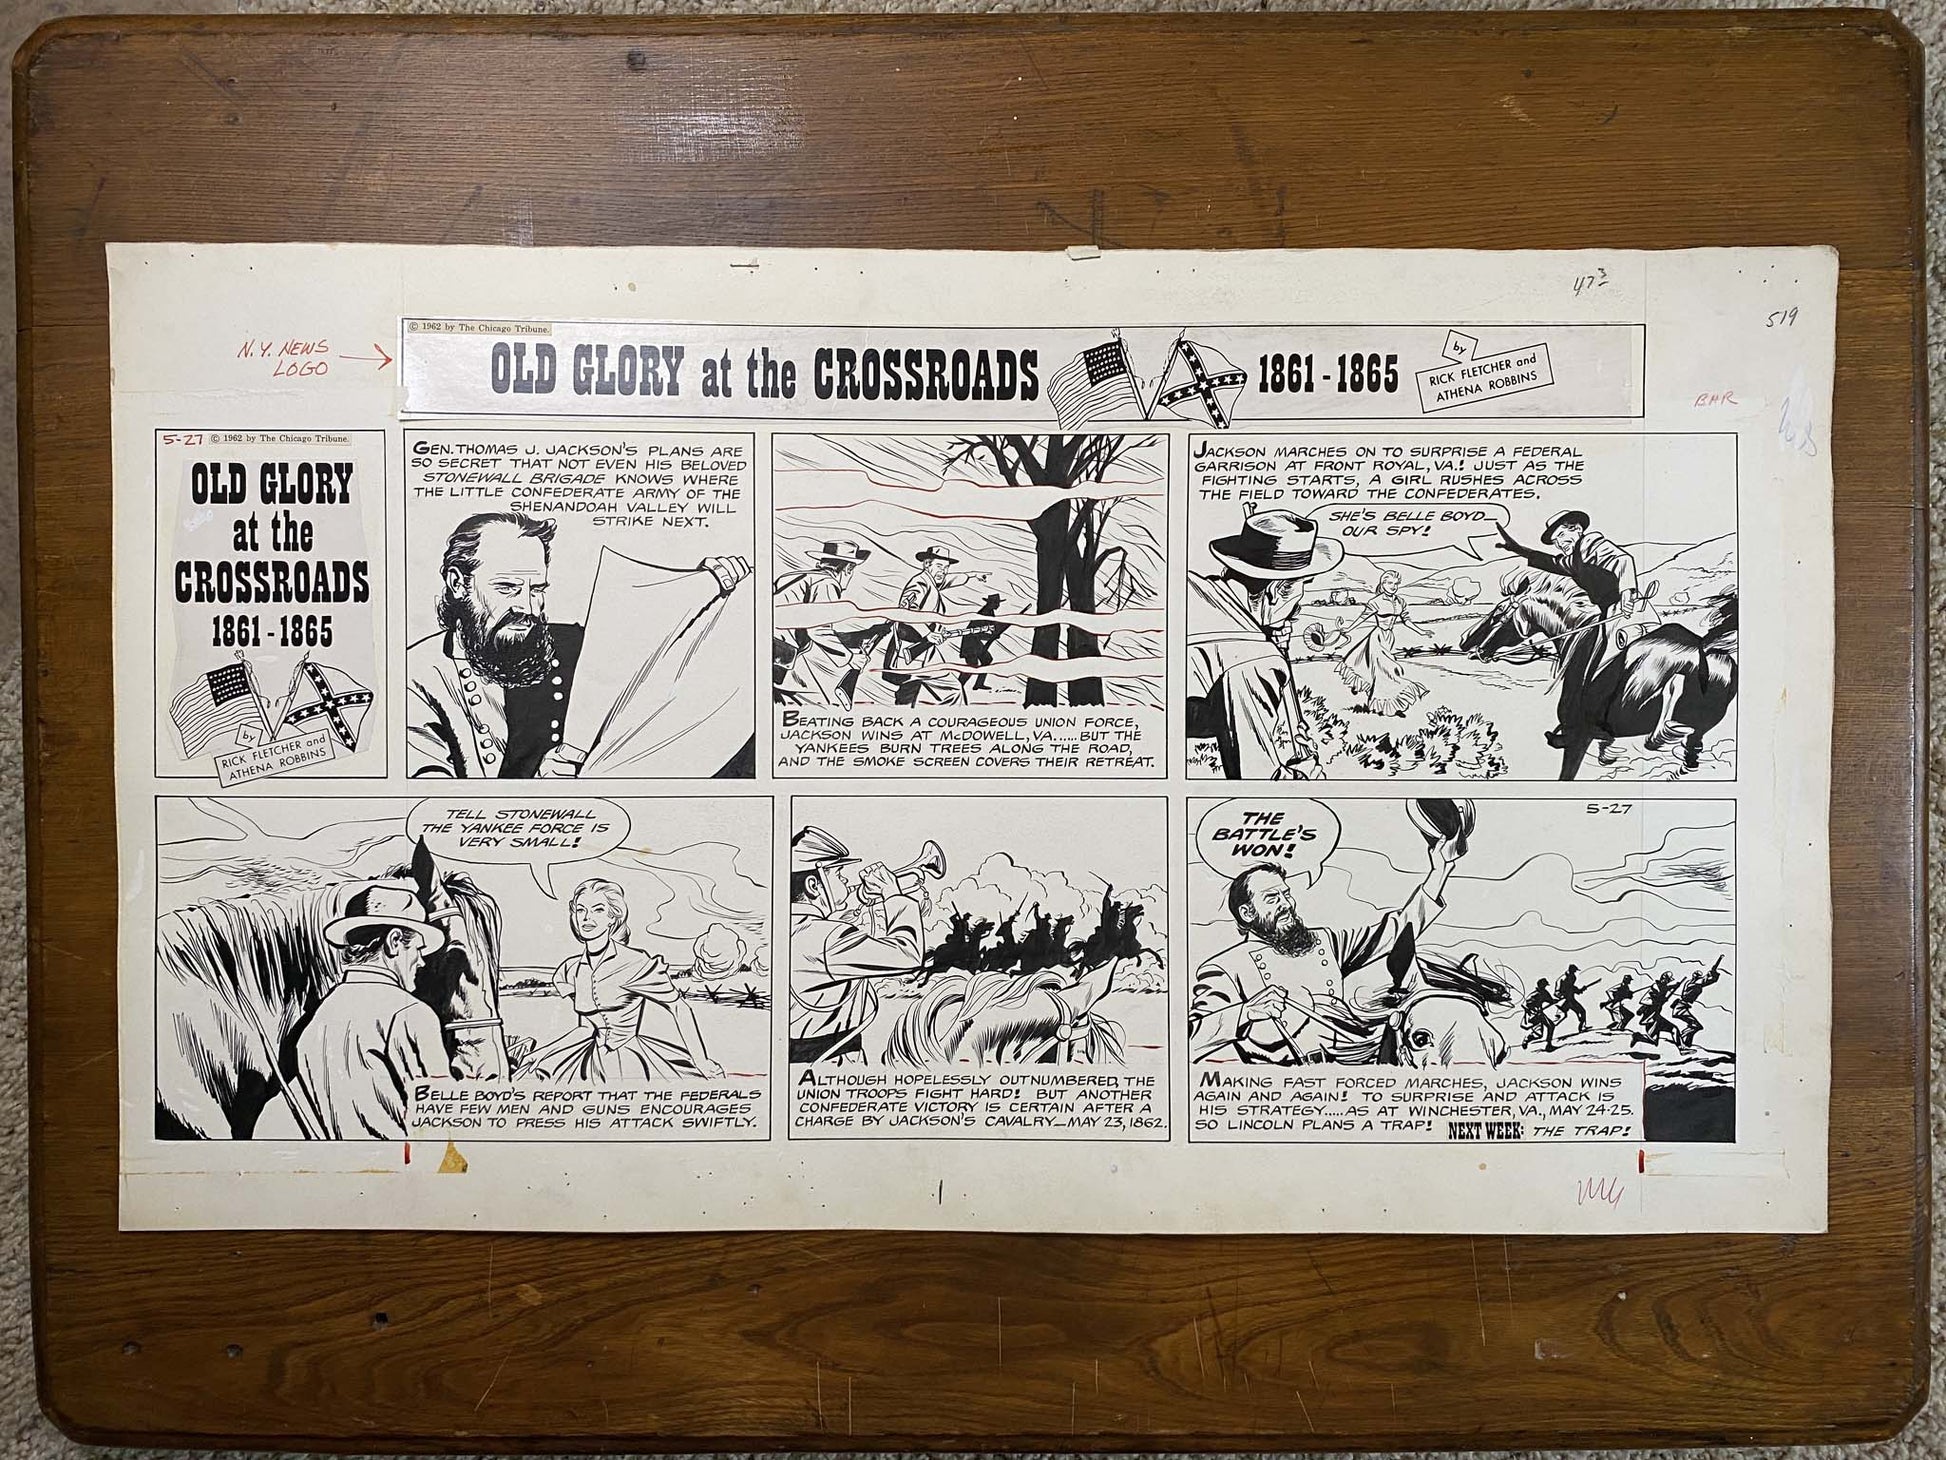 47 3
519
N.Y. NEWS
LOGO
© 1962 by The Chicago Tribune.
OLD GLORY at the CROSSROADS 1861-1865
by
RICK FLETCHER and
ATHENA ROBBINS
BAR
5-27 © 1962 by The Chicago Tribune.
OLD GLORY
at the
CROSSROADS
1861-1865
by
RICK FLETCHER and
ATHENA ROBBINS
GEN. THOMAS J. JACKSON'S PLANS ARE
SO SECRET THAT NOT EVEN HIS BELOVED
STONEWALL BRIGADE KNOWS WHERE
THE LITTLE CONFEDERATE ARMY OF THE
SHENANDOAH VALLEY WILL
STRIKE NEXT.
BEATING BACK A COURAGEOUS UNION FORCE,
JACKSON WINS AT McDOWELL, VA..... BUT THE
YANKEES BURN TREES ALONG THE ROAD,
AND THE SMOKE SCREEN COVERS THEIR RETREAT.
JACKSON MARCHES ON TO SURPRISE A FEDERAL
GARRISON AT FRONT ROYAL, VA.! JUST AS THE
FIGHTING STARTS, A GIRL RUSHES ACROSS
THE FIELD TOWARD THE CONFEDERATES.
SHE'S BELLE BOYD—
OUR SPY!
TELL STONEWALL
THE YANKEE FORCE IS
VERY SMALL!
BELLE BOYD'S REPORT THAT THE FEDERALS
HAVE FEW MEN AND GUNS ENCOURAGES
JACKSON TO PRESS HIS ATTACK SWIFTLY.
ALTHOUGH HOPELESSLY OUTNUMBERED, THE
UNION TROOPS FIGHT HARD! BUT ANOTHER
CONFEDERATE VICTORY IS CERTAIN AFTER A
CHARGE BY JACKSON'S CAVALRY—MAY 23, 1862.
THE
BATTLE'S
WON!
5-27
MAKING FAST FORCED MARCHES, JACKSON WINS
AGAIN AND AGAIN! TO SURPRISE AND ATTACK IS
HIS STRATEGY..... AS AT WINCHESTER, VA., MAY 24-25.
SO LINCOLN PLANS A TRAP! NEXT WEEK: THE TRAP!